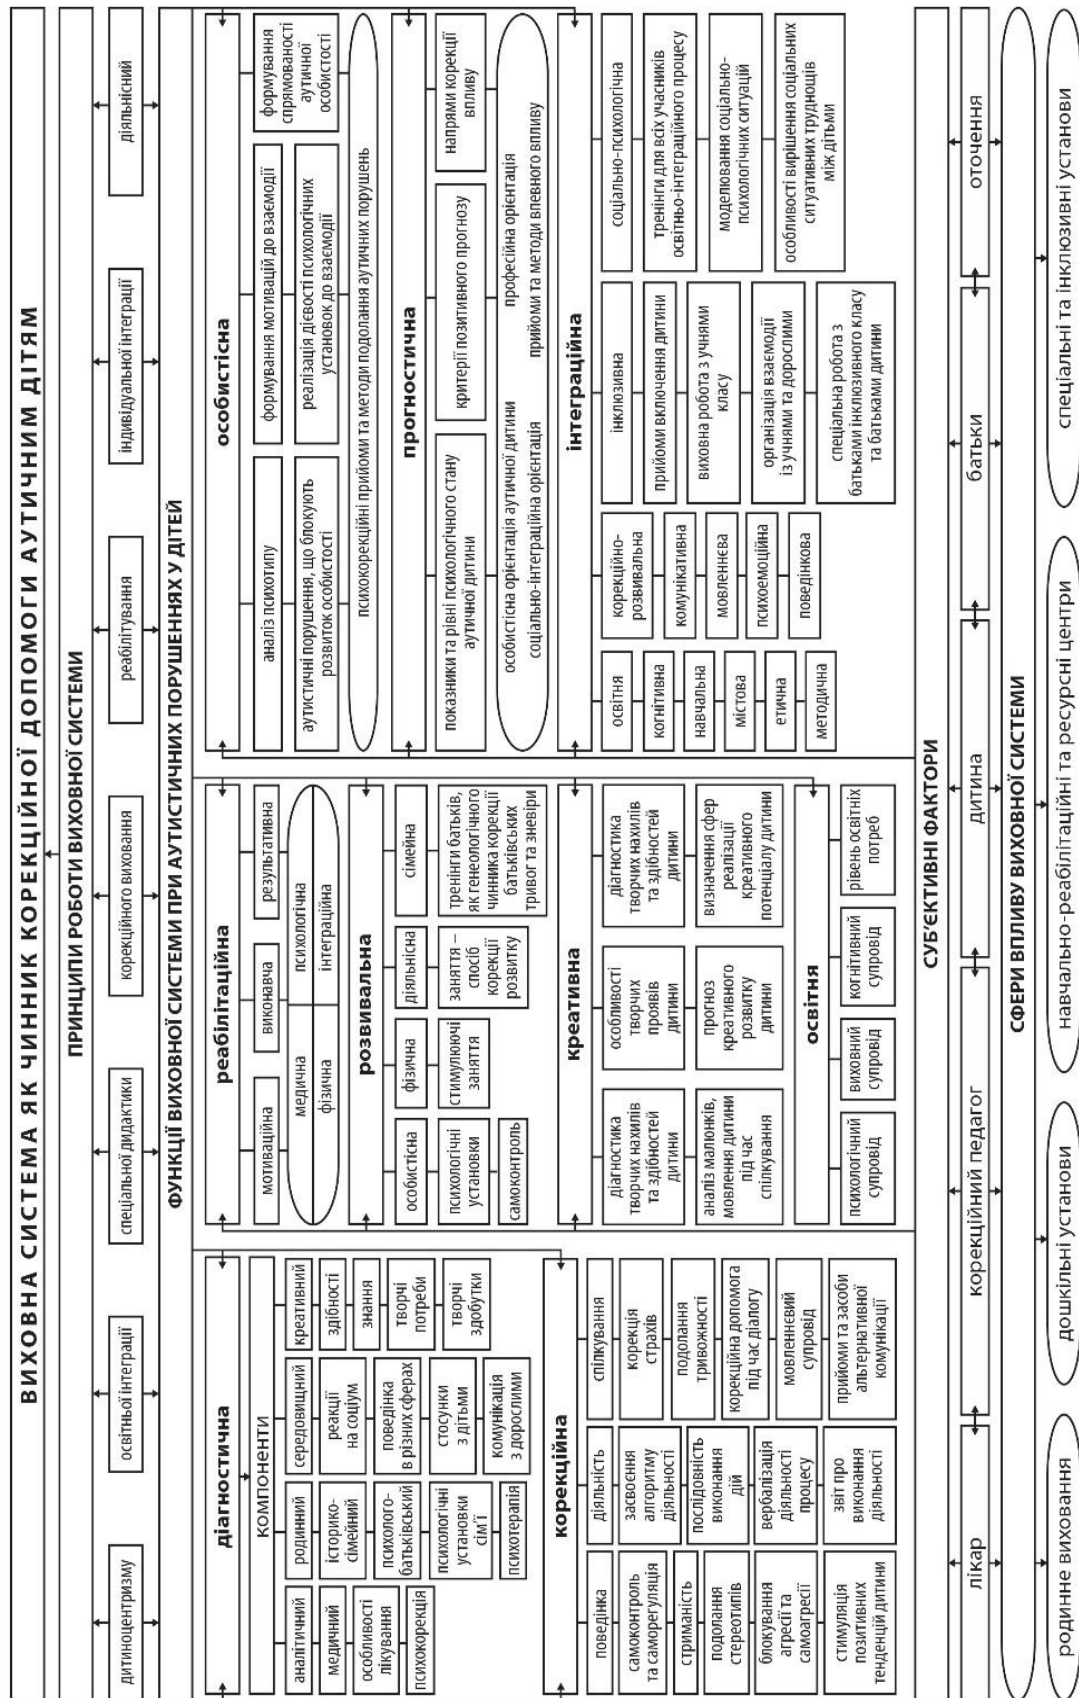 ВИХОВНА СИСТЕМА ЯК ЧИННИК КОРЕКЦІЙНОЇ ДОПОМОГИ АУТИЧНИМ ДІТЯМ
ПРИНЦИПИ РОБОТИ ВИХОВНОЇ СИСТЕМИ
дитиноцентризму
освітньої інтеграції
спеціальної дидактики
корекційного виховання
реабілітування
індивідуальної інтеграції
діяльнісний
ФУНКЦІЇ ВИХОВНОЇ СИСТЕМИ ПРИ АУТИСТИЧНИХ ПОРУШЕННЯХ У ДІТЕЙ
діагностична
КОМПОНЕНТИ
аналітичний
медичний
особливості
лікування
психокорекція
родинний
історико-
сімейний
психолого-
батьківський
психологічні
установки
сім’ї
психотерапія
середовищний
реакції
на соціум
поведінка
в різних сферах
стосунки
з дітьми
комунікація
з дорослими
креативний
здібності
знання
творчі
потреби
творчі
здобутки
корекційна
поведінка
самоконтроль
та саморегуляція
стриманість
подолання
стереотипів
блокування
агресії та
самоагресії
стимуляція
позитивних
тенденцій дитини
діяльність
засвоєння
алгоритму
діяльності
послідовність
виконання
дій
вербалізація
діяльності
процесу
звіт про
виконання
діяльності
спілкування
корекція
страхів
подолання
тривожності
корекційна допомога
під час діалогу
мовленнєвий
супровід
прийоми та засоби
альтернативної
комунікації
реабілітаційна
мотиваційна
виконавча
результативна
медична
психологічна
фізична
інтеграційна
розвивальна
особистісна
психологічні
установки
самоконтроль
фізична
стимулюючі
заняття
діяльнісна
заняття –
спосіб
корекції
розвитку
сімейна
тренінги батьків,
як генеологічного
чинника корекції
батьківських
тривог та зневіри
креативна
діагностика
творчих нахилів
та здібностей
дитини
аналіз малюнків,
мовлення дитини
під час
спілкування
особливості
творчих
проявів
дитини
прогноз
креативного
розвитку
дитини
діагностика
творчих нахилів
та здібностей
дитини
визначення сфер
реалізації
креативного
потенціалу дитини
освітня
психологічний
супровід
виховний
супровід
когнітивний
супровід
рівень освітніх
потреб
особистісна
аналіз психотипу
аутистичні порушення, що блокують
розвиток особистості
формування мотивацій до взаємодії
реалізація дієвості психологічних
установок до взаємодії
формування
спрямованості
аутичної
особистості
психокорекційні прийоми та методи подолання аутичних порушень
прогностична
показники та рівні психологічного стану
аутичної дитини
критерії позитивного прогнозу
напрями корекції
впливу
особистісна орієнтація аутичної дитини
професійна орієнтація
соціально-інтеграційна орієнтація
прийоми та методи впевного впливу
інтеграційна
освітня
когнітивна
навчальна
містова
етична
методична
корекційно-
розвивальна
комунікативна
мовленнєва
психоемоційна
поведінкова
інклюзивна
прийоми включення дитини
виховна робота з учнями
класу
організація взаємодії
із учнями та дорослими
спеціальна робота з
батьками інклюзивного класу
та батьками дитини
соціально-психологічна
тренінги для всіх учасників
освітньо-інтеграційного процесу
моделювання соціально-
психологічних ситуацій
особливості вирішення соціальних
ситуативних труднощів
між дітьми
СУБ’ЄКТИВНІ ФАКТОРИ
лікар
корекційний педагог
дитина
батьки
оточення
СФЕРИ ВПЛИВУ ВИХОВНОЇ СИСТЕМИ
родинне виховання
дошкільні установи
навчально-реабілітаційні та ресурсні центри
спеціальні та інклюзивні установи